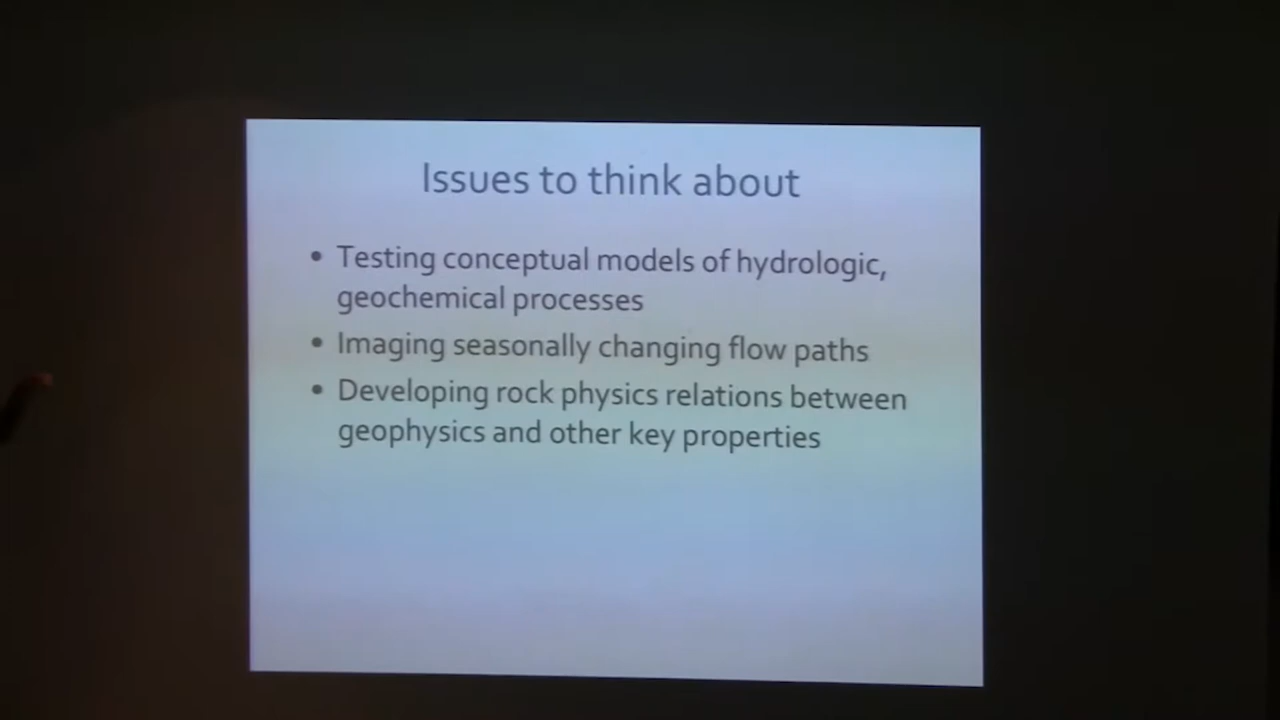 Issues to think about
• Testing conceptual models of hydrologic,
geochemical processes
• Imaging seasonally changing flow paths
• Developing rock physics relations between
geophysics and other key properties